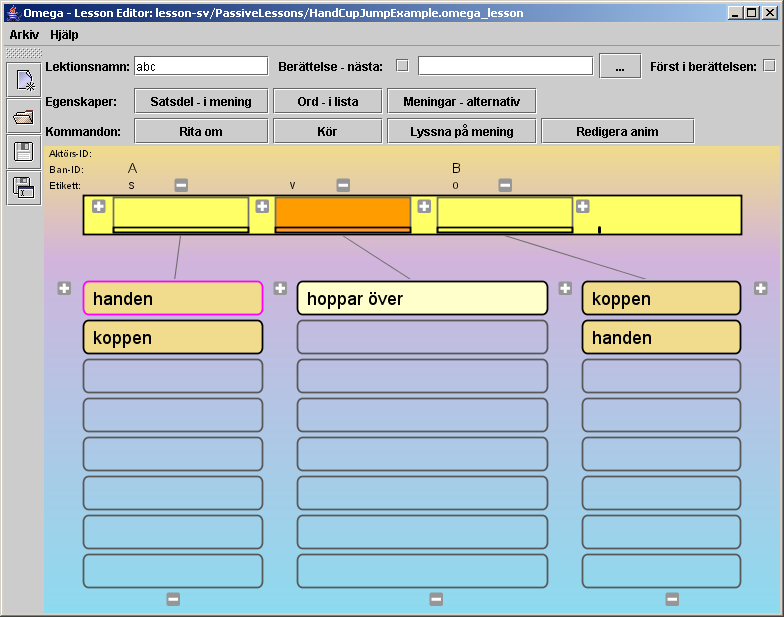 Omega - Lesson Editor: lesson-sv/PassiveLessons/HandCupJumpExample.omega_lesson
Arkiv Hjälp
Lektionsnamn: abc Berättelse - nästa: ... Först i berättelsen:
Egenskaper: Satsdel - i mening Ord - i lista Meningar - alternativ
Kommandon: Rita om Kör Lyssna på mening Redigera anim
Aktörs-ID:
Ban-ID: A B
Etikett: S V O
handen hoppar över koppen
koppen handen